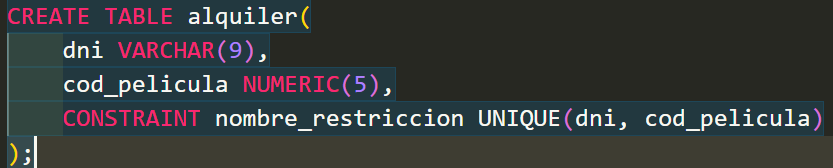 CREATE TABLE alquiler(
    dni VARCHAR(9),
    cod_pelicula NUMERIC(5),
    CONSTRAINT nombre_restriccion UNIQUE(dni, cod_pelicula)
);